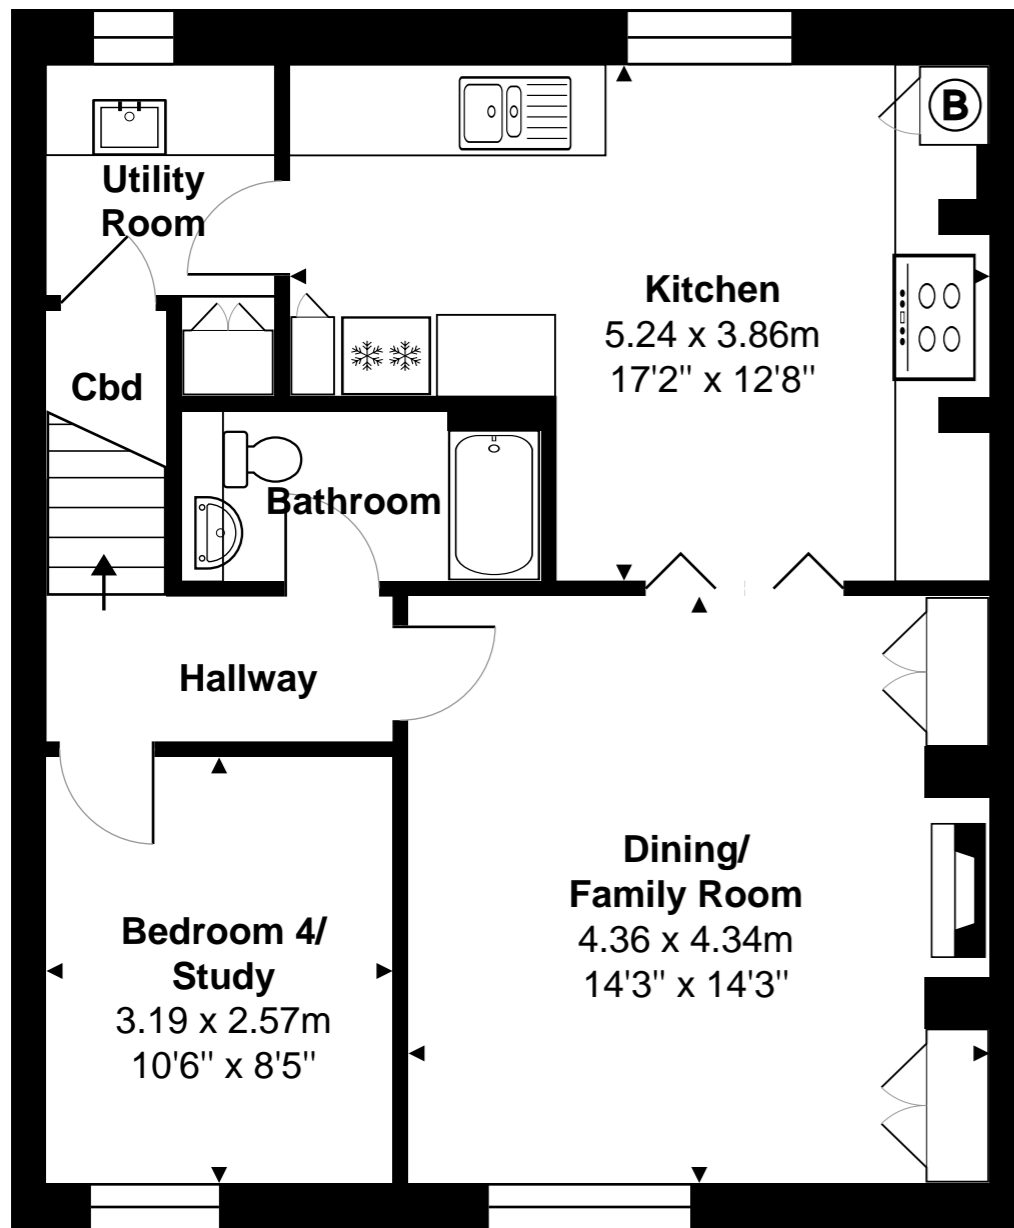 B
Utility
Room
Kitchen
5.24 x 3.86m
17'2" x 12'8"
Cbd
Bathroom
Hallway
Dining/
Family Room
4.36 x 4.34m
14'3" x 14'3"
Bedroom 4/
Study
3.19 x 2.57m
10'6" x 8'5"